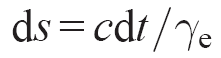 ds = cdt/γₑ